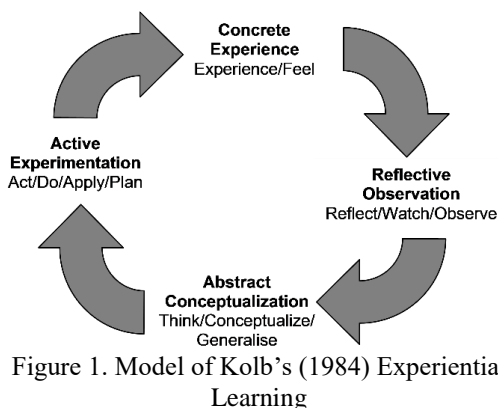 Concrete
Experience
Experience/Feel
Reflective
Observation
Reflect/Watch/Observe
Abstract
Conceptualization
Think/Conceptualize/
Generalise
Active
Experimentation
Act/Do/Apply/Plan
Figure 1. Model of Kolb's (1984) Experientia
Learning